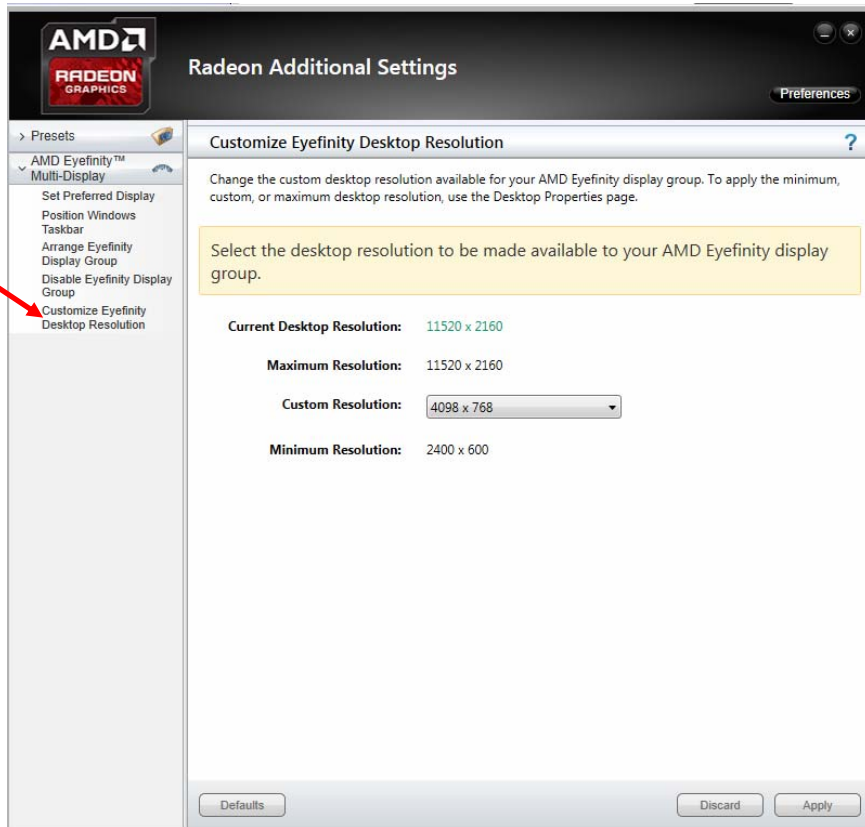 AMD
RADEON
GRAPHICS
Radeon Additional Settings
Preferences
Presets
AMD Eyefinity™
Multi-Display
Set Preferred Display
Position Windows
Taskbar
Arrange Eyefinity
Display Group
Disable Eyefinity Display
Group
Customize Eyefinity
Desktop Resolution
Customize Eyefinity Desktop Resolution
?
Change the custom desktop resolution available for your AMD Eyefinity display group. To apply the minimum,
custom, or maximum desktop resolution, use the Desktop Properties page.
Select the desktop resolution to be made available to your AMD Eyefinity display
group.
Current Desktop Resolution: 11520 x 2160
Maximum Resolution: 11520 x 2160
Custom Resolution: 4098 x 768
Minimum Resolution: 2400 x 600
Defaults Discard Apply